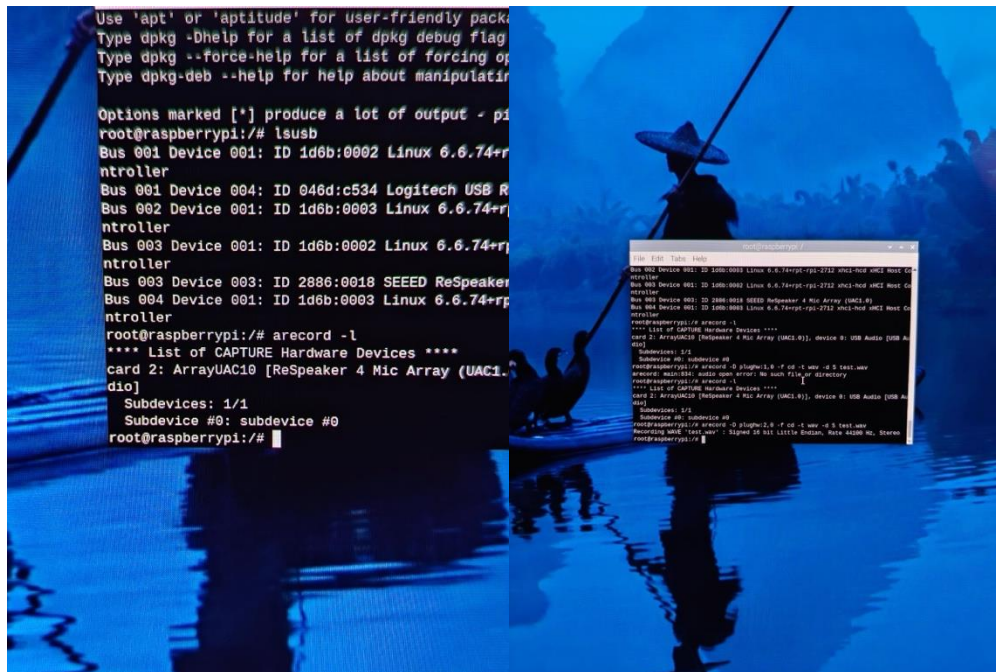 Use 'apt' or 'aptitude' for user-friendly packa
Type dpkg -Dhelp for a list of dpkg debug flag
Type dpkg --force-help for a list of forcing op
Type dpkg-deb --help for help about manipulatin
Options marked [*] produce a lot of output - pi
root@raspberrypi:/# lsusb
Bus 001 Device 001: ID 1d6b:0002 Linux 6.6.74+r
ntroller
Bus 001 Device 004: ID 046d:c534 Logitech USB R
Bus 002 Device 001: ID 1d6b:0003 Linux 6.6.74+rp
ntroller
Bus 003 Device 001: ID 1d6b:0002 Linux 6.6.74+rp
ntroller
Bus 003 Device 003: ID 2886:0018 SEEED ReSpeaker
Bus 004 Device 001: ID 1d6b:0003 Linux 6.6.74+rp
ntroller
root@raspberrypi:/# arecord -l
**** List of CAPTURE Hardware Devices ****
card 2: ArrayUAC10 [ReSpeaker 4 Mic Array (UAC1.
dio]
Subdevices: 1/1
Subdevice #0: subdevice #0
root@raspberrypi:/#
root@raspberrypi: /
File Edit Tabs Help
Bus 002 Device 001: ID 1d6b:0003 Linux 6.6.74+rpt-rpi-2712 xhci-hcd xHCI Host Co
ntroller
Bus 003 Device 001: ID 1d6b:0002 Linux 6.6.74+rpt-rpi-2712 xhci-hcd xHCI Host Co
ntroller
Bus 003 Device 003: ID 2886:0018 SEEED ReSpeaker 4 Mic Array (UAC1.0)
Bus 004 Device 001: ID 1d6b:0003 Linux 6.6.74+rpt-rpi-2712 xhci-hcd xHCI Host Co
ntroller
root@raspberrypi:/# arecord -l
**** List of CAPTURE Hardware Devices ****
card 2: ArrayUAC10 [ReSpeaker 4 Mic Array (UAC1.0)], device 0: USB Audio [USB Au
dio]
Subdevices: 1/1
Subdevice #0: subdevice #0
root@raspberrypi:/# arecord -D plughw:1,0 -f cd -t wav -d 5 test.wav
arecord: main:834: audio open error: No such file or directory
root@raspberrypi:/# arecord -l
**** List of CAPTURE Hardware Devices ****
card 2: ArrayUAC10 [ReSpeaker 4 Mic Array (UAC1.0)], device 0: USB Audio [USB Au
dio]
Subdevices: 1/1
Subdevice #0: subdevice #0
root@raspberrypi:/# arecord -D plughw:2,0 -f cd -t wav -d 5 test.wav
Recording WAVE 'test.wav' : Signed 16 bit Little Endian, Rate 44100 Hz, Stereo
root@raspberrypi:/#